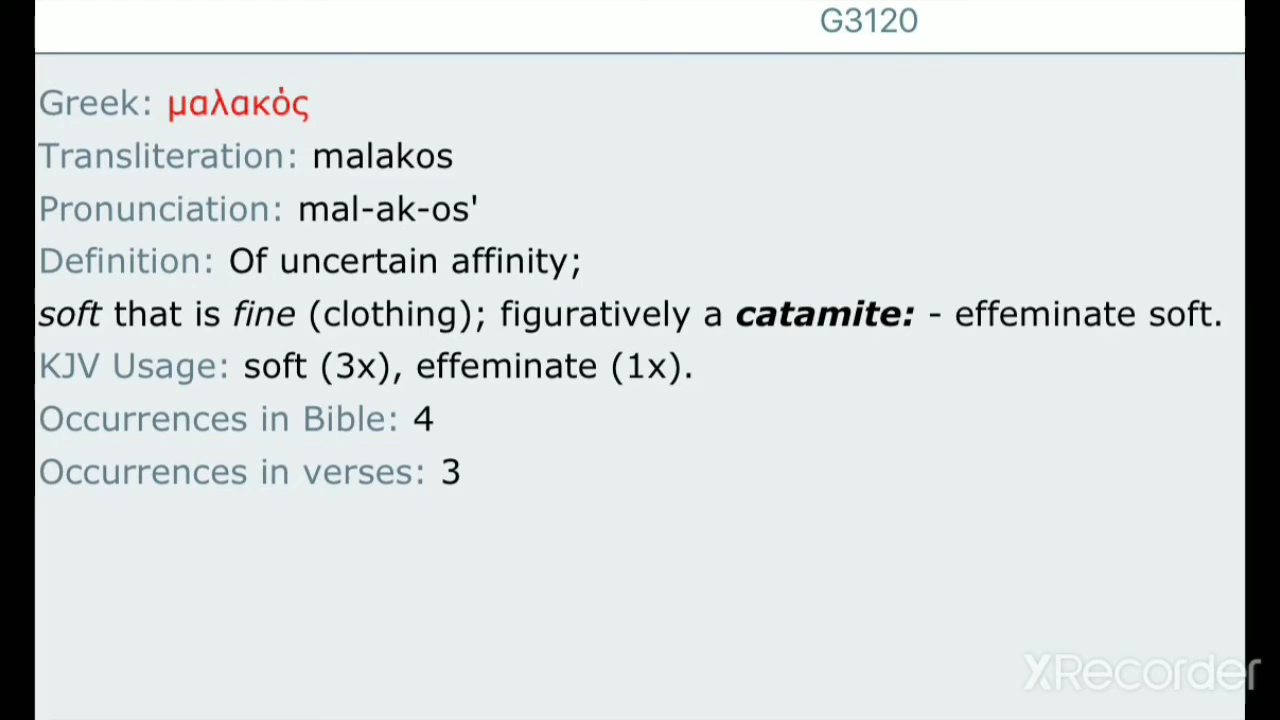 G3120
Greek: μαλακός
Transliteration: malakos
Pronunciation: mal-ak-os'
Definition: Of uncertain affinity;
soft that is fine (clothing); figuratively a catamite: - effeminate soft.
KJV Usage: soft (3x), effeminate (1x).
Occurrences in Bible: 4
Occurrences in verses: 3
XRecorder